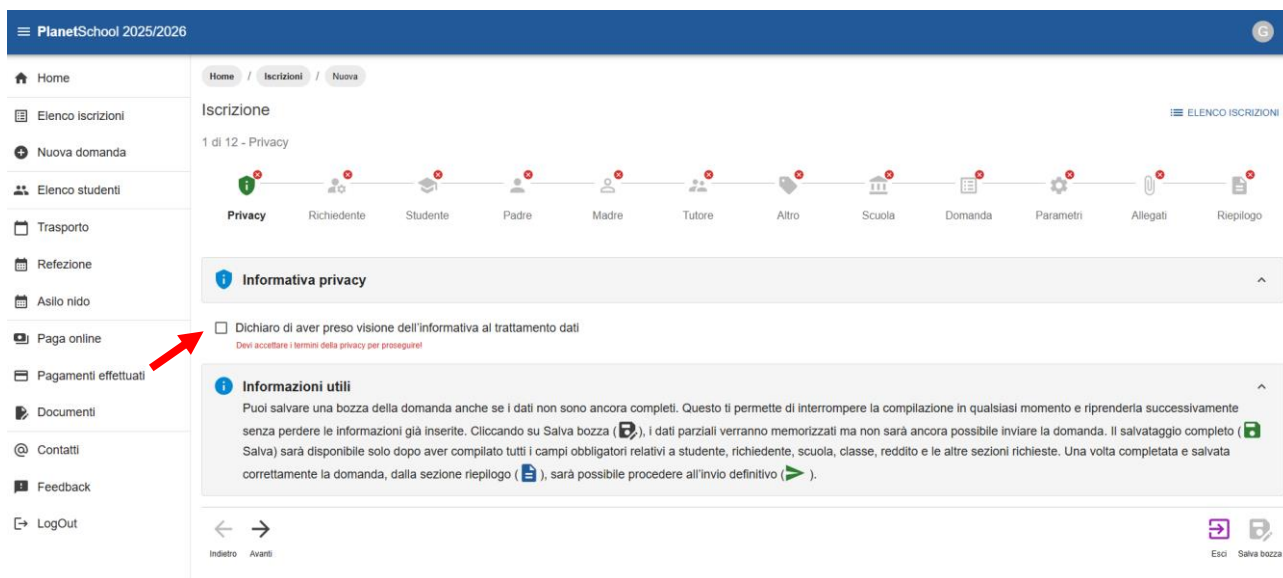 PlanetSchool 2025/2026
G
Home
Elenco iscrizioni
Nuova domanda
Elenco studenti
Trasporto
Refezione
Asilo nido
Paga online
Pagamenti effettuati
Documenti
Contatti
Feedback
LogOut
Home / Iscrizioni / Nuova
Iscrizione
ELENCO ISCRIZIONI
1 di 12 - Privacy
Privacy Richiedente Studente Padre Madre Tutore Altro Scuola Domanda Parametri Allegati Riepilogo
Informativa privacy
Dichiaro di aver preso visione dell'informativa al trattamento dati
Devi accettare i termini della privacy per proseguire!
Informazioni utili
Puoi salvare una bozza della domanda anche se i dati non sono ancora completi. Questo ti permette di interrompere la compilazione in qualsiasi momento e riprenderla successivamente
senza perdere le informazioni già inserite. Cliccando su Salva bozza ( ), i dati parziali verranno memorizzati ma non sarà ancora possibile inviare la domanda. Il salvataggio completo (
Salva) sarà disponibile solo dopo aver compilato tutti i campi obbligatori relativi a studente, richiedente, scuola, classe, reddito e le altre sezioni richieste. Una volta completata e salvata
correttamente la domanda, dalla sezione riepilogo ( ), sarà possibile procedere all'invio definitivo ( ).
Indietro Avanti
Esci Salva bozza